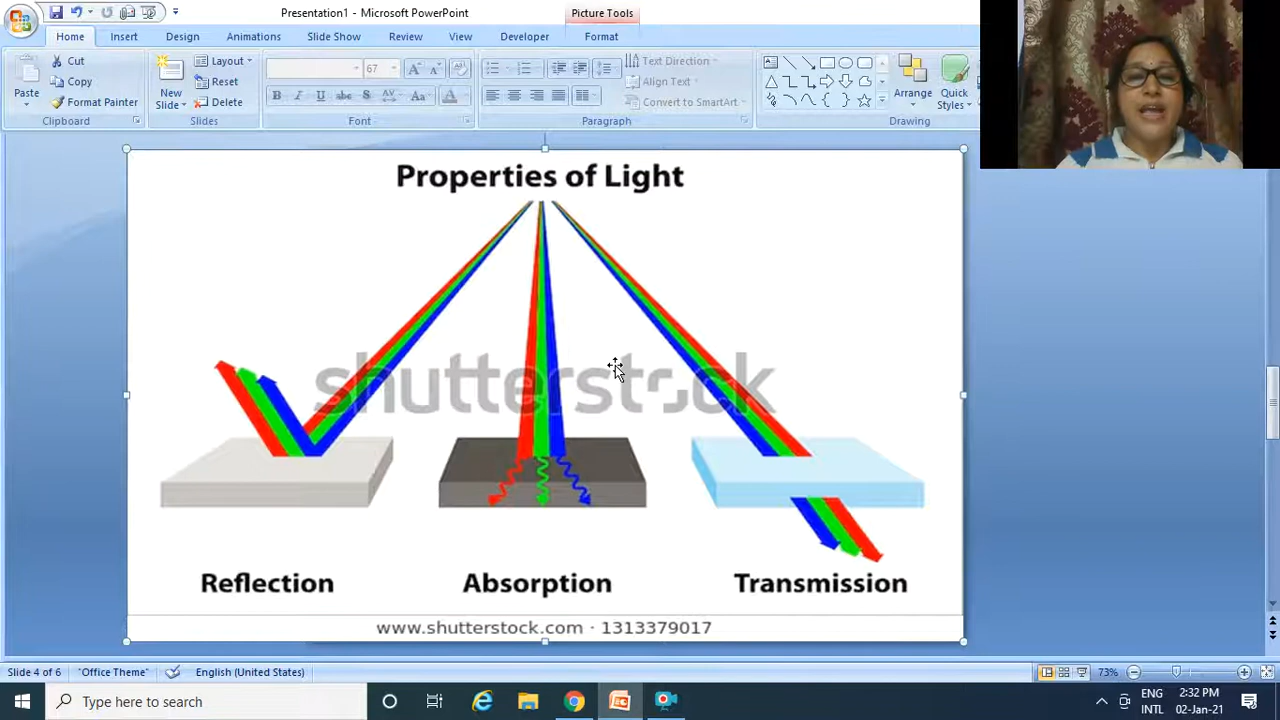 Presentation1 - Microsoft PowerPoint
Picture Tools
Home Insert Design Animations Slide Show Review View Developer Format
Paste
Cut
Copy
Format Painter
Clipboard
New Slide
Layout
Reset
Delete
Slides
67
B I U abc S AV Aa A
Font
Text Direction
Align Text
Convert to SmartArt
Paragraph
Arrange
Quick Styles
Drawing
Properties of Light
shutterstock
Reflection Absorption Transmission
www.shutterstock.com · 1313379017
Slide 4 of 6 "Office Theme" English (United States) 73%
Type here to search
ENG
INTL
2:32 PM
02-Jan-21